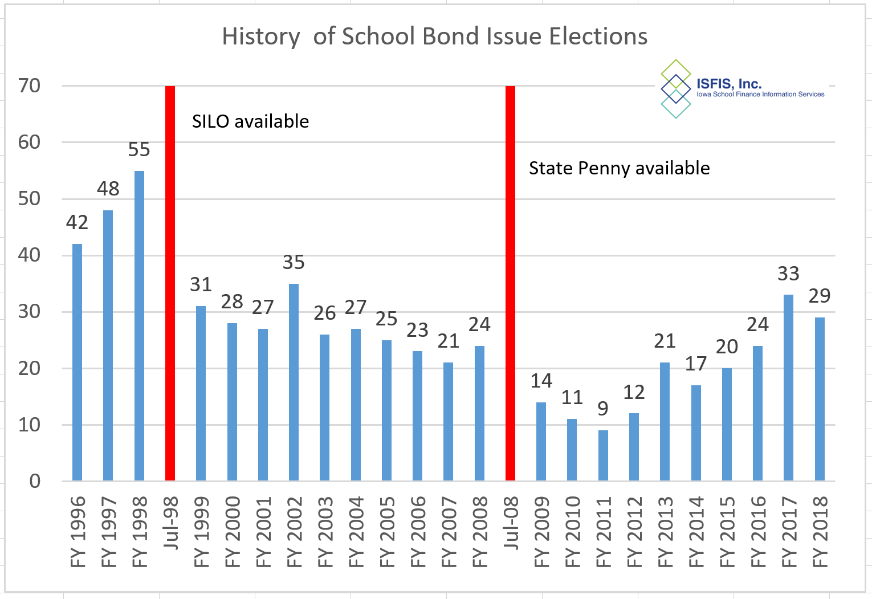 History of School Bond Issue Elections
ISFIS, Inc.
Iowa School Finance Information Services
SILO available
State Penny available
70
60
50
40
30
20
10
0
42
48
55
31
28
27
35
26
27
25
23
21
24
14
11
9
12
21
17
20
24
33
29
FY 1996
FY 1997
FY 1998
Jul-98
FY 1999
FY 2000
FY 2001
FY 2002
FY 2003
FY 2004
FY 2005
FY 2006
FY 2007
FY 2008
Jul-08
FY 2009
FY 2010
FY 2011
FY 2012
FY 2013
FY 2014
FY 2015
FY 2016
FY 2017
FY 2018